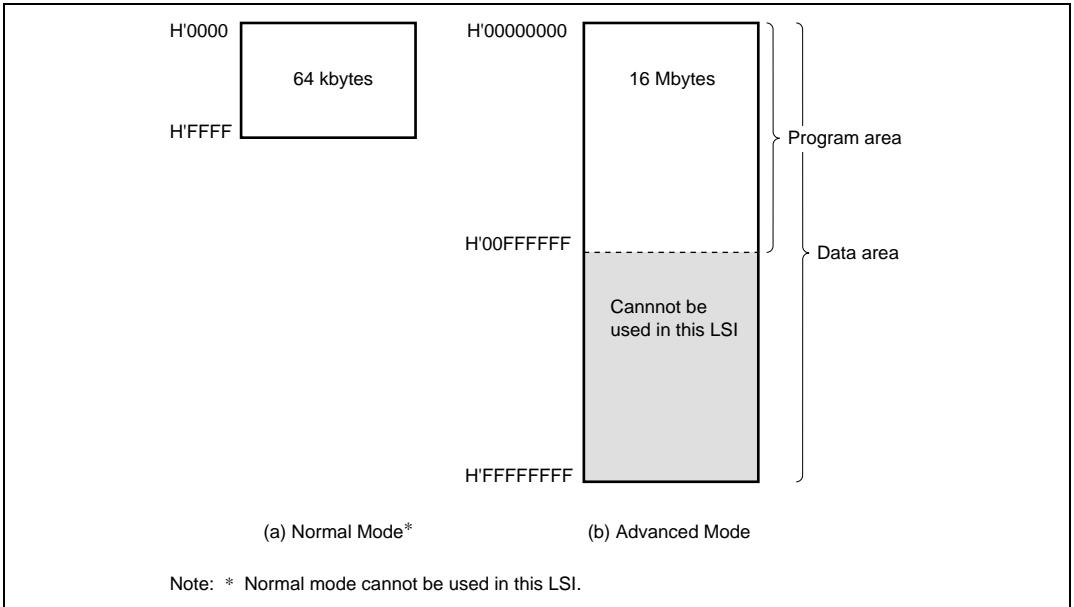 H'0000
64 kbytes
H'FFFF
H'00000000
16 Mbytes
Program area
H'00FFFFFF
Data area
Cannnot be
used in this LSI
H'FFFFFFFF
(a) Normal Mode*
(b) Advanced Mode
Note: * Normal mode cannot be used in this LSI.